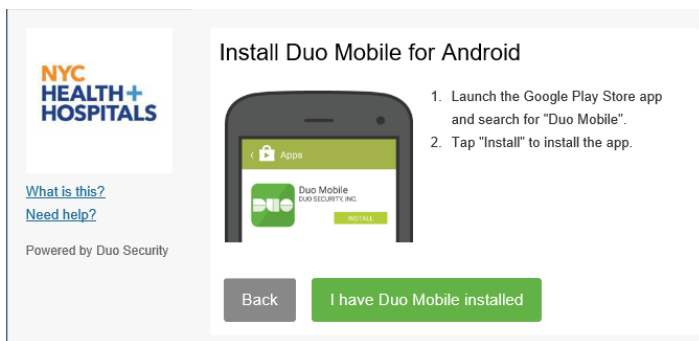 NYC
HEALTH+
HOSPITALS
What is this?
Need help?
Powered by Duo Security
Install Duo Mobile for Android
Apps
Duo Mobile
DUO SECURITY, INC.
DUO
INSTALL
1. Launch the Google Play Store app
and search for "Duo Mobile".
2. Tap "Install" to install the app.
Back
I have Duo Mobile installed